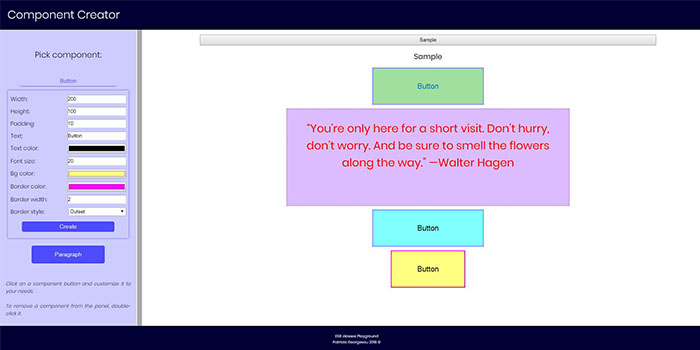 Component Creator
Pick component:
Button
Width: 200
Height: 100
Padding: 10
Text: Button
Text color:
Font size: 20
Bg color:
Border color:
Border width: 2
Border style: Outset
Create
Paragraph
Click on a component button and customize it to
your needs.
To remove a component from the panel, double-
click it.
Sample
Sample
Button
"You're only here for a short visit. Don't hurry,
don't worry. And be sure to smell the flowers
along the way." —Walter Hagen
Button
Button
ES6 classes Playground
Patricia Georgescu 2018 ©